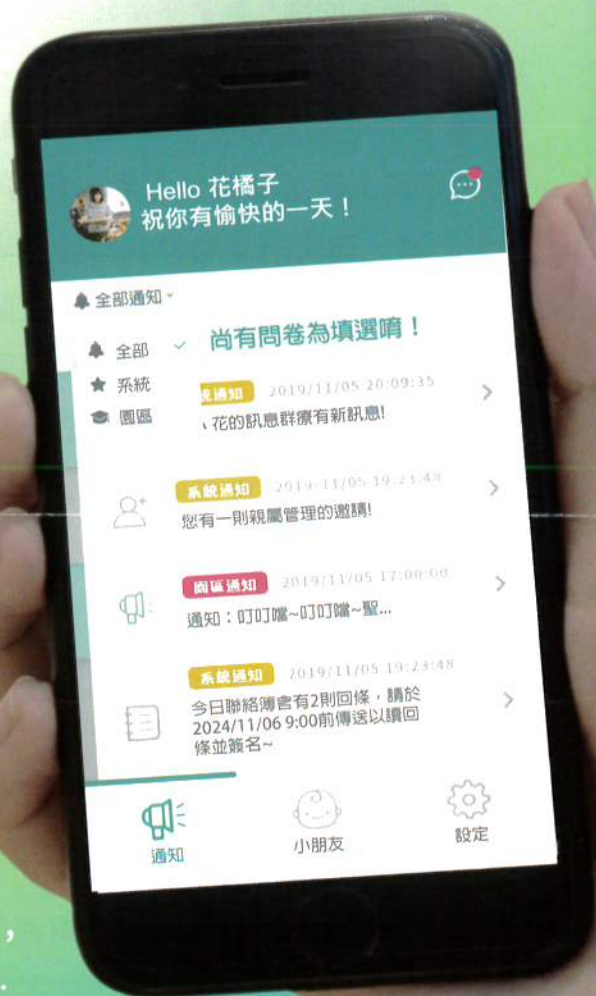 Hello 花橘子
祝你有愉快的一天！
全部通知
全部
尚有問卷為填選唷！
系統
統通知 2019/11/05 20:09:35
園區
花的訊息群療有新訊息!
系統通知 2019/11/05 19:23:48
您有一則親屬管理的邀請!
園區通知 2019/11/05 17:00:00
通知：叮叮噹~叮叮噹~聖...
系統通知 2019/11/05 19:23:48
今日聯絡簿含有2則回條，請於
2024/11/06 9:00前傳送以讀回
條並簽名~
通知
小朋友
設定
，
.